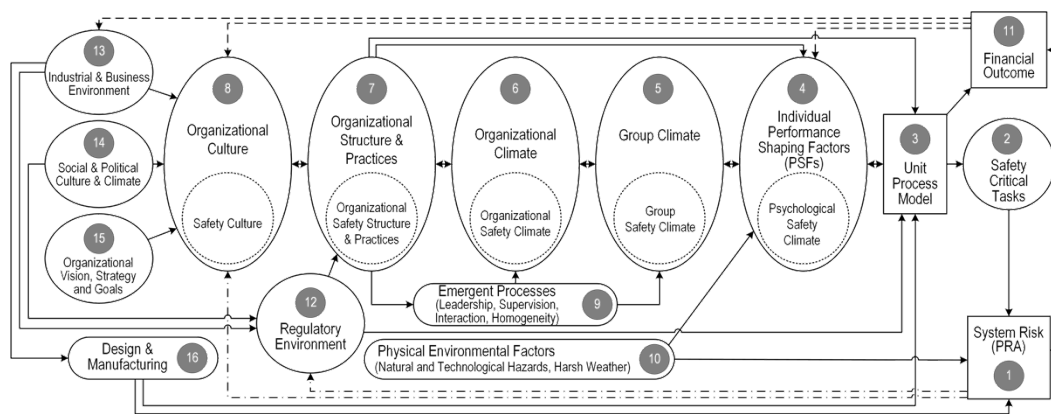 13
Industrial & Business
Environment
14
Social & Political
Culture & Climate
15
Organizational
Vision, Strategy
and Goals
Design &
Manufacturing
16
8
Organizational
Culture
Safety Culture
7
Organizational
Structure &
Practices
Organizational
Safety Structure
& Practices
6
Organizational
Climate
Organizational
Safety Climate
5
Group Climate
Group
Safety Climate
4
Individual
Performance
Shaping Factors
(PSFs)
Psychological
Safety
Climate
12
Regulatory
Environment
Emergent Processes
(Leadership, Supervision,
Interaction, Homogeneity)
9
Physical Environmental Factors
(Natural and Technological Hazards, Harsh Weather)
10
11
Financial
Outcome
3
Unit
Process
Model
2
Safety
Critical
Tasks
System Risk
(PRA)
1